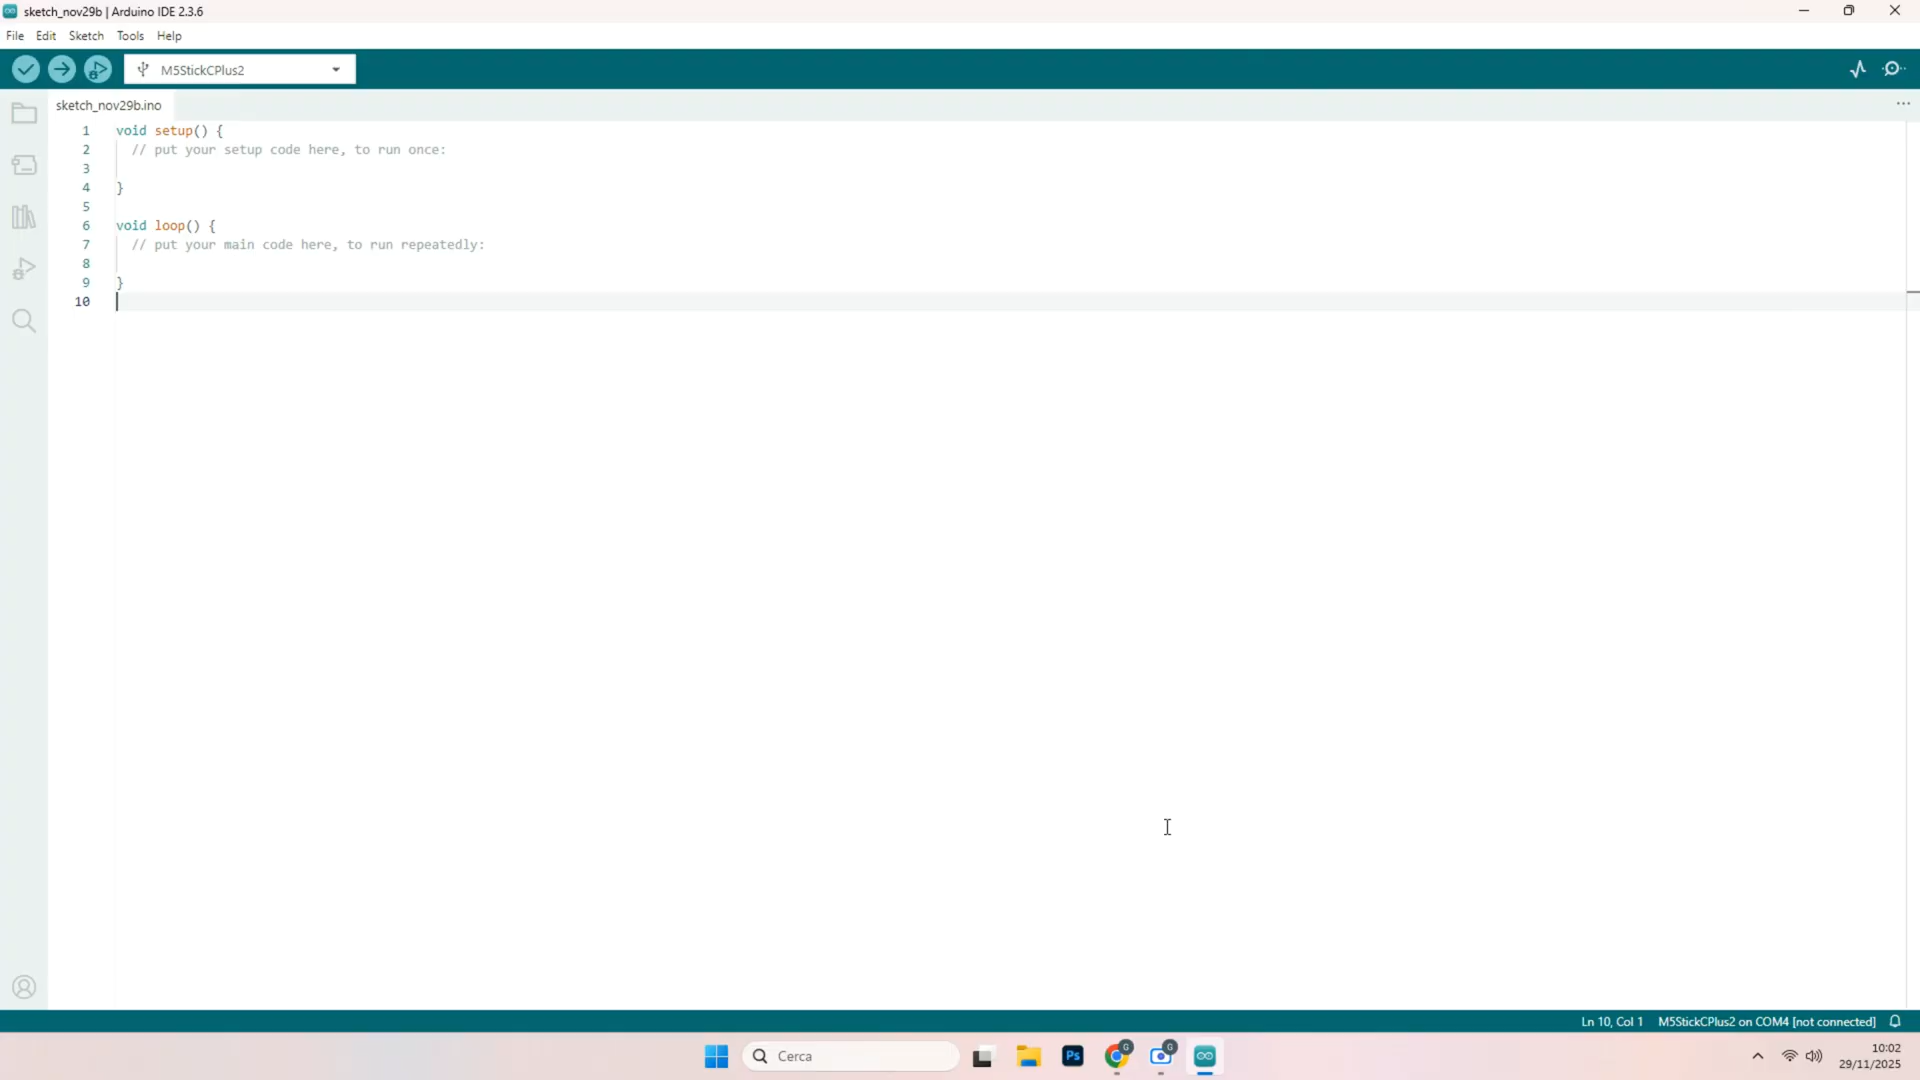 sketch_nov29b | Arduino IDE 2.3.6
File Edit Sketch Tools Help
M5StickCPlus2
sketch_nov29b.ino
1 void setup() {
2 // put your setup code here, to run once:
3
4 }
5
6 void loop() {
7 // put your main code here, to run repeatedly:
8
9 }
10
Ln 10, Col 1 M5StickCPlus2 on COM4 [not connected]
Cerca
Ps
G
G
10:02
29/11/2025